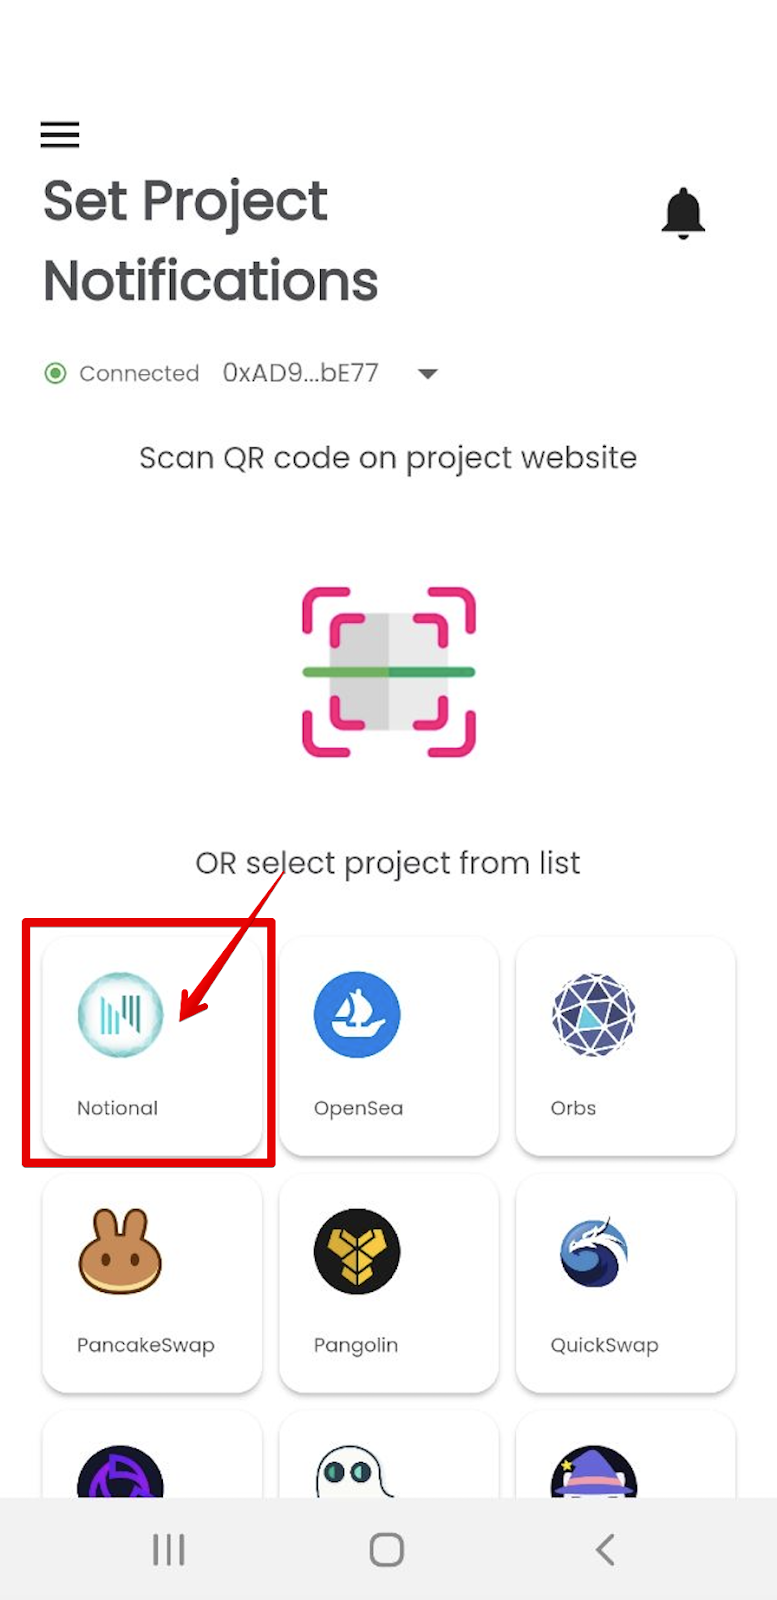 Set Project
Notifications
Connected 0xAD9...bE77
Scan QR code on project website
OR select project from list
Notional OpenSea Orbs
PancakeSwap Pangolin QuickSwap